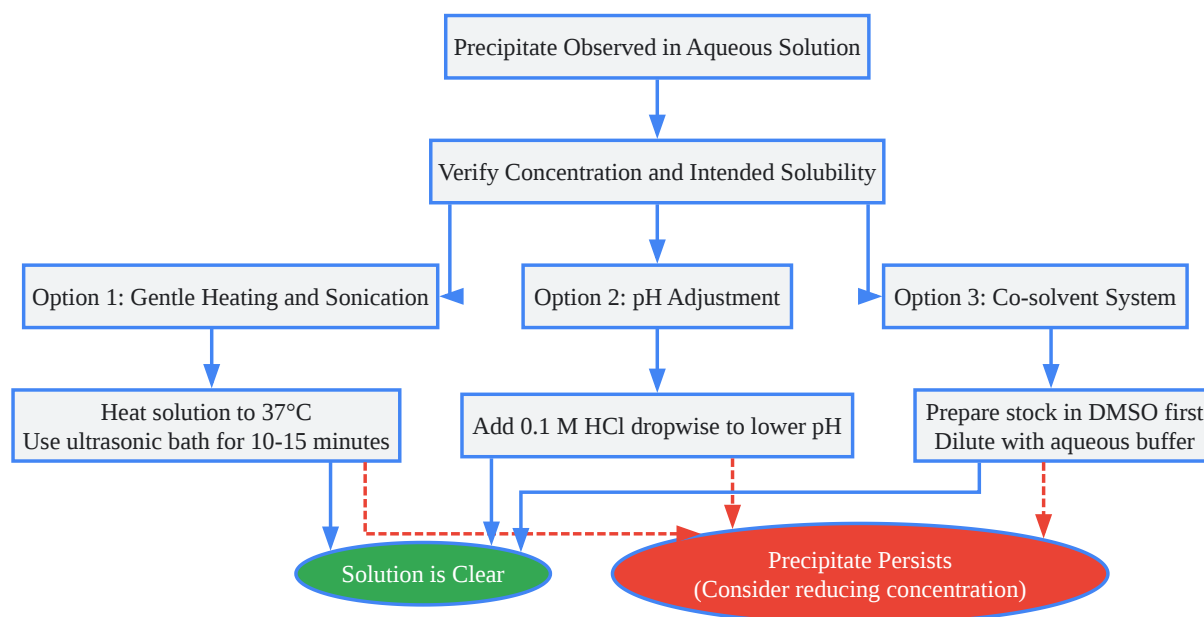 Precipitate Observed in Aqueous Solution
Verify Concentration and Intended Solubility
Option 1: Gentle Heating and Sonication
Option 2: pH Adjustment
Option 3: Co-solvent System
Heat solution to 37°C
Use ultrasonic bath for 10-15 minutes
Add 0.1 M HCl dropwise to lower pH
Prepare stock in DMSO first
Dilute with aqueous buffer
Solution is Clear
Precipitate Persists
(Consider reducing concentration)